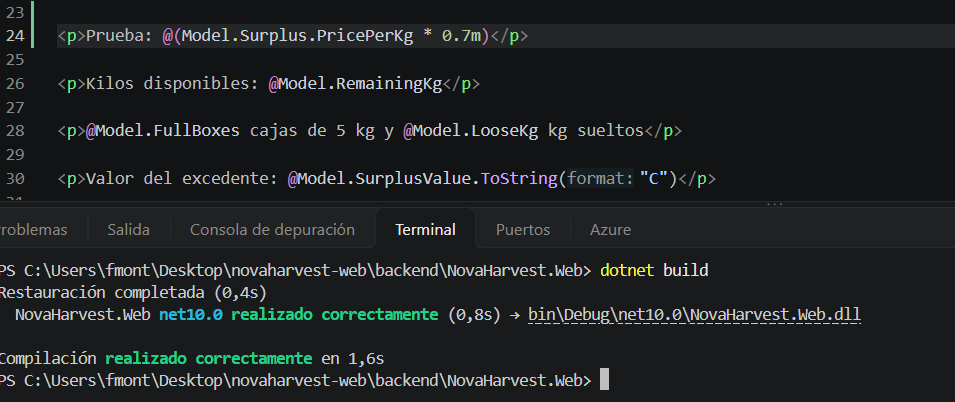 23
24 <p>Prueba: @(Model.Surplus.PricePerKg * 0.7m)</p>
25
26 <p>Kilos disponibles: @Model.RemainingKg</p>
27
28 <p>@Model.FullBoxes cajas de 5 kg y @Model.LooseKg kg sueltos</p>
29
30 <p>Valor del excedente: @Model.SurplusValue.ToString(format: "C")</p>
roblemas Salida Consola de depuración Terminal Puertos Azure
PS C:\Users\fmont\Desktop\novaharvest-web\backend\NovaHarvest.Web> dotnet build
Restauración completada (0,4s)
NovaHarvest.Web net10.0 realizado correctamente (0,8s) → bin\Debug\net10.0\NovaHarvest.Web.dll
Compilación realizado correctamente en 1,6s
PS C:\Users\fmont\Desktop\novaharvest-web\backend\NovaHarvest.Web>